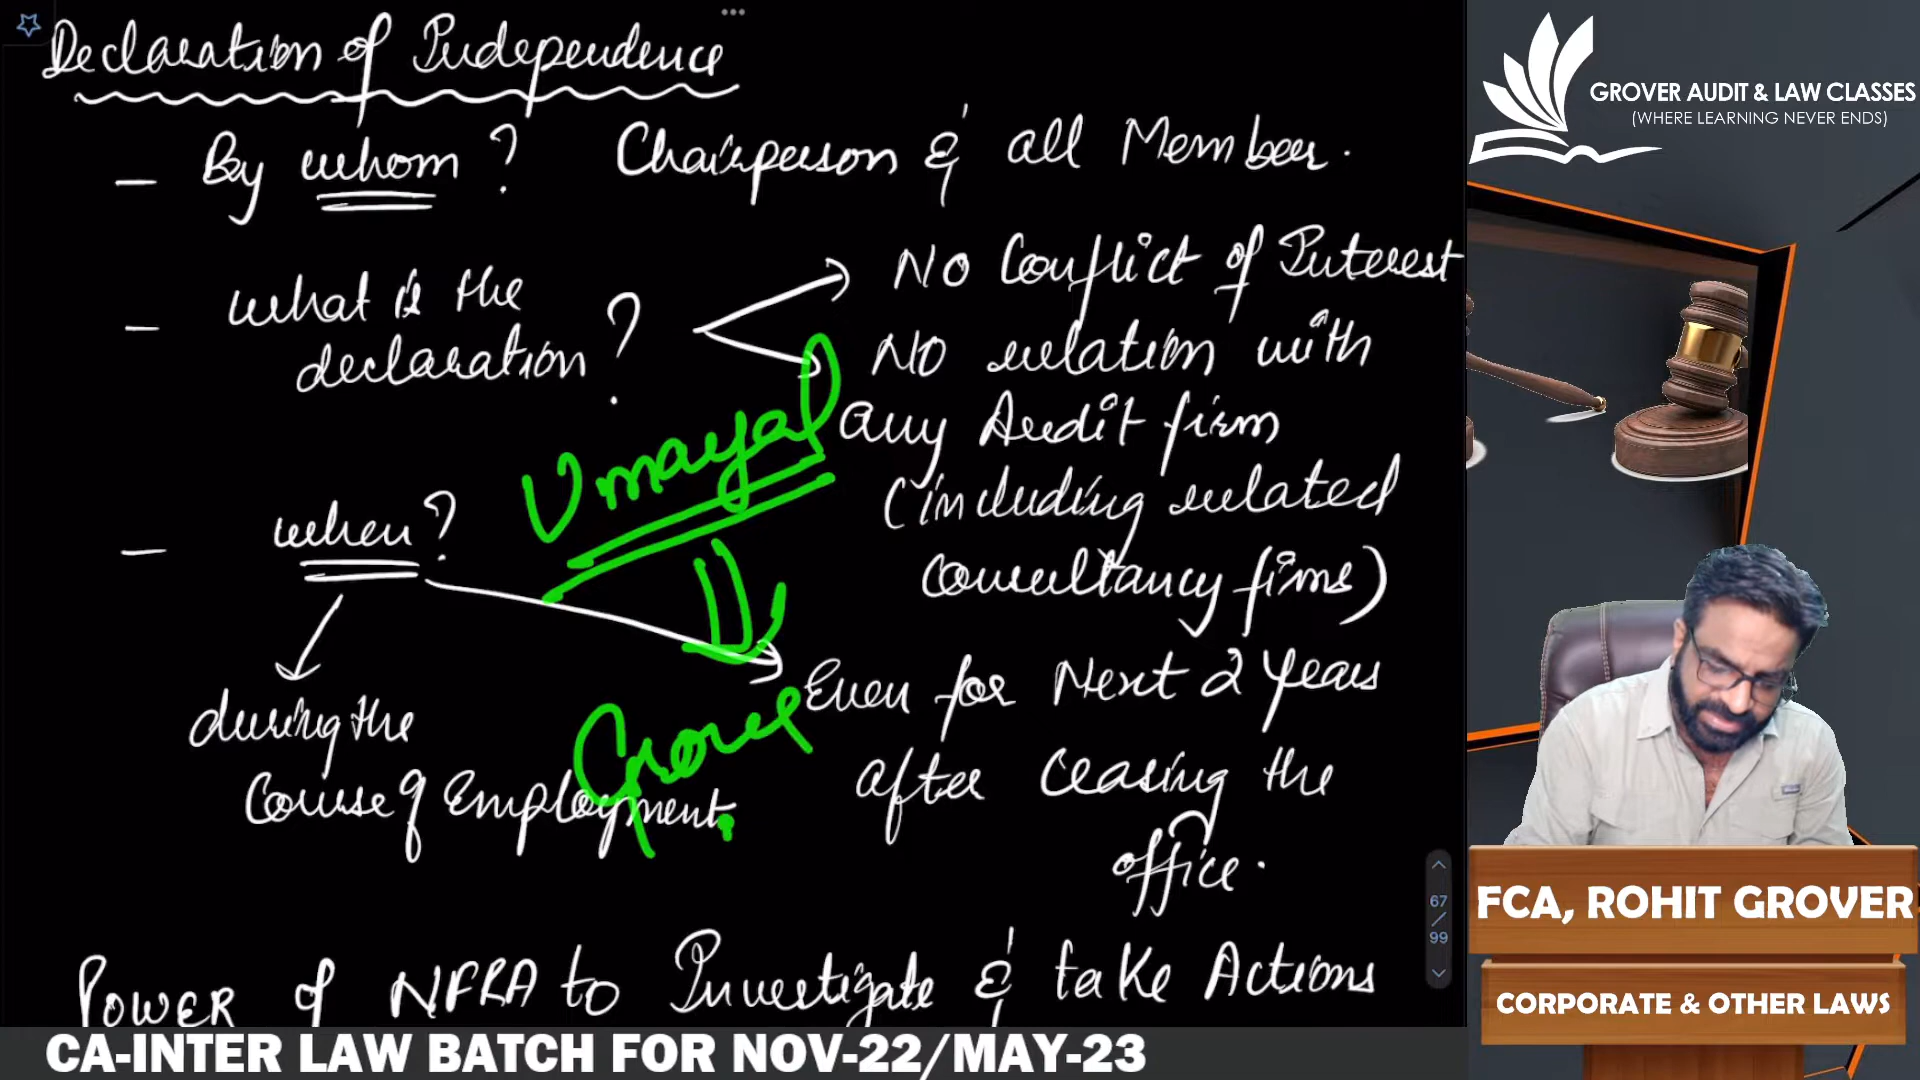 Declaration of Independence
- By whom ? Chairperson & all Member.
- What is the declaration ?
No Conflict of Interest
No relation with
any Audit firm
(including related
consultancy firms)
Umayal
Grover
- when ?
during the
Course of Employment
Even for Next 2 years
after ceasing the
office.
Power of NFRA to Investigate & take Actions
67
99
GROVER AUDIT & LAW CLASSES
(WHERE LEARNING NEVER ENDS)
FCA, ROHIT GROVER
CORPORATE & OTHER LAWS
CA-INTER LAW BATCH FOR NOV-22/MAY-23